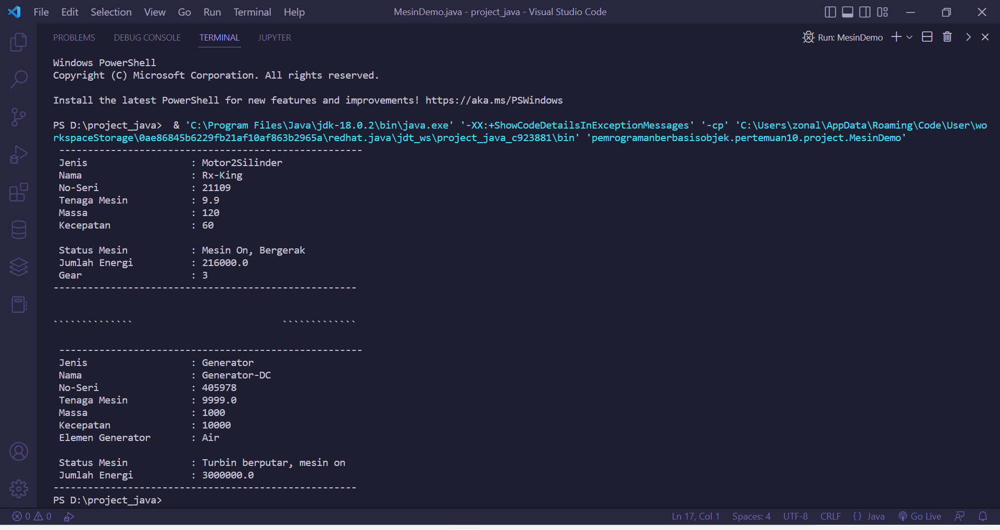 File Edit Selection View Go Run Terminal Help MesinDemo.java - project_java - Visual Studio Code
PROBLEMS DEBUG CONSOLE TERMINAL JUPYTER Run: MesinDemo
Windows PowerShell
Copyright (C) Microsoft Corporation. All rights reserved.
Install the latest PowerShell for new features and improvements! https://aka.ms/PSWindows
PS D:\project_java>  & 'C:\Program Files\Java\jdk-18.0.2\bin\java.exe' '-XX:+ShowCodeDetailsInExceptionMessages' '-cp' 'C:\Users\zonal\AppData\Roaming\Code\User\wo
rkspaceStorage\0ae86845b6229fb21af10af863b2965a\redhat.java\jdt_ws\project_java_c923881\bin' 'pemrogramanberbasisobjek.pertemuan10.project.MesinDemo'
-----------------------------------------------------
Jenis : Motor2Silinder
Nama : Rx-King
No-Seri : 21109
Tenaga Mesin : 9.9
Massa : 120
Kecepatan : 60
Status Mesin : Mesin On, Bergerak
Jumlah Energi : 216000.0
Gear : 3
-----------------------------------------------------
`````````````` `````````````
-----------------------------------------------------
Jenis : Generator
Nama : Generator-DC
No-Seri : 405978
Tenaga Mesin : 9999.0
Massa : 1000
Kecepatan : 10000
Elemen Generator : Air
Status Mesin : Turbin berputar, mesin on
Jumlah Energi : 3000000.0
-----------------------------------------------------
PS D:\project_java>
0 0 Ln 17, Col 1 Spaces: 4 UTF-8 CRLF {} Java Go Live